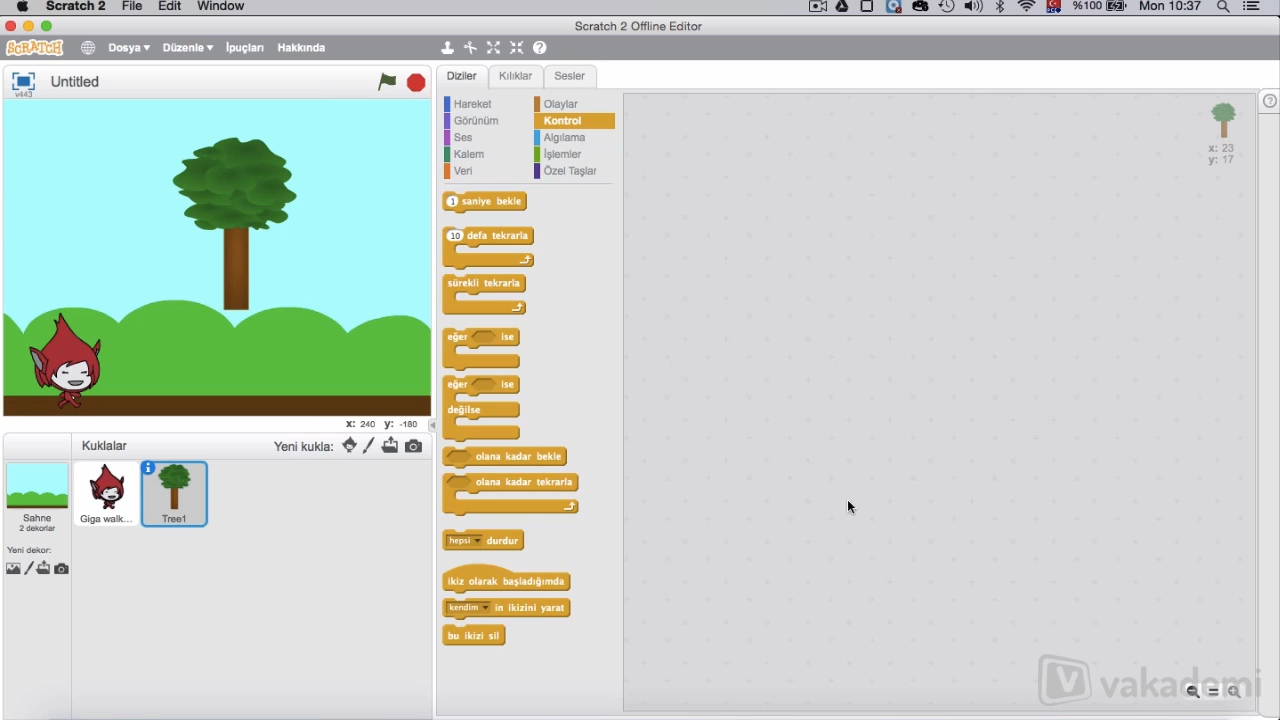 Scratch 2 File Edit Window %100 Mon 10:37
Scratch 2 Offline Editor
SCRATCH Dosya Düzenle İpuçları Hakkında
v443 Untitled
x: 240 y: -180
Kuklalar Yeni kukla:
Sahne
2 dekorlar
Yeni dekor:
Giga walk...
Tree1
Diziler Kılıklar Sesler
Hareket Olaylar
Görünüm Kontrol
Ses Algılama
Kalem İşlemler
Veri Özel Taşlar
1 saniye bekle
10 defa tekrarla
sürekli tekrarla
eğer ise
eğer ise
değilse
olana kadar bekle
olana kadar tekrarla
hepsi durdur
ikiz olarak başladığımda
kendim in ikizini yarat
bu ikizi sil
x: 23
y: 17
vakademi